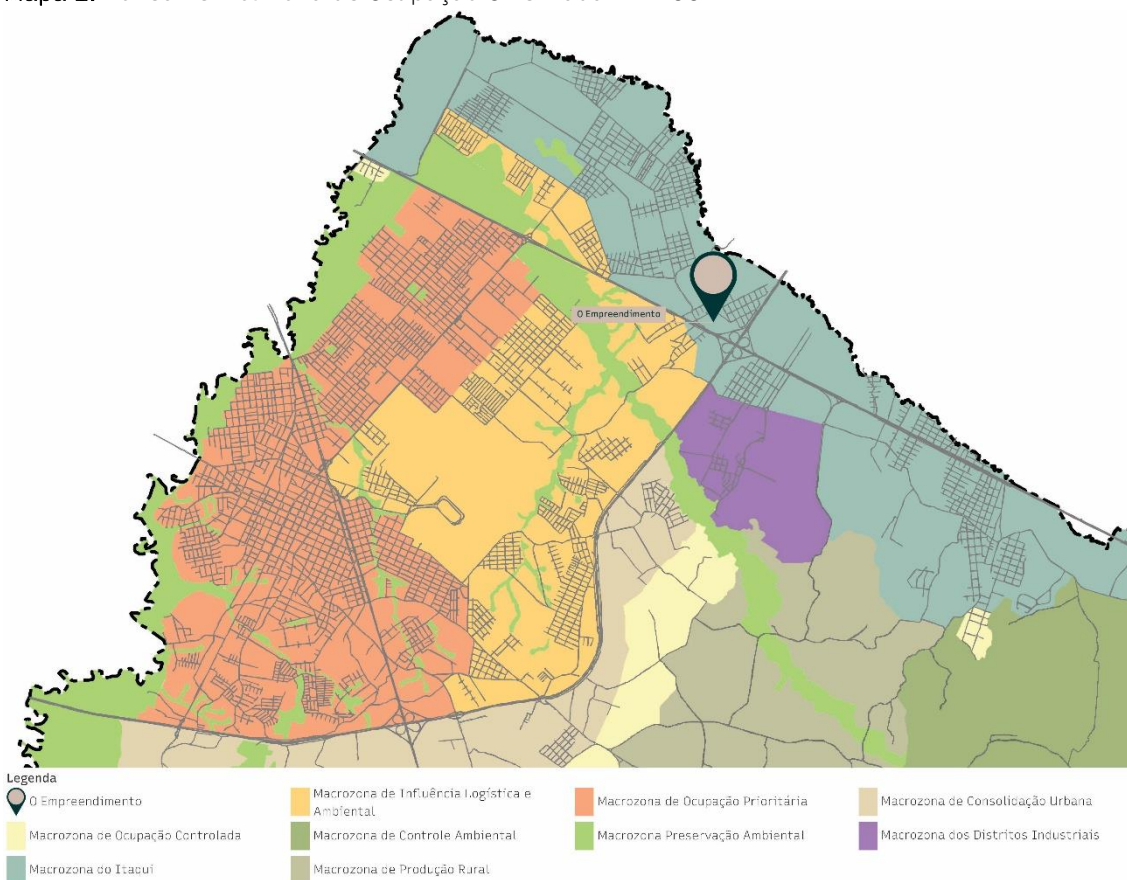 O Empreendimento
Legenda
O Empreendimento
Macrozona de Influência Logística e
Ambiental
Macrozona de Ocupação Prioritária
Macrozona de Consolidação Urbana
Macrozona de Ocupação Controlada
Macrozona de Controle Ambiental
Macrozona Preservação Ambiental
Macrozona dos Distritos Industriais
Macrozona do Itaqui
Macrozona de Produção Rural